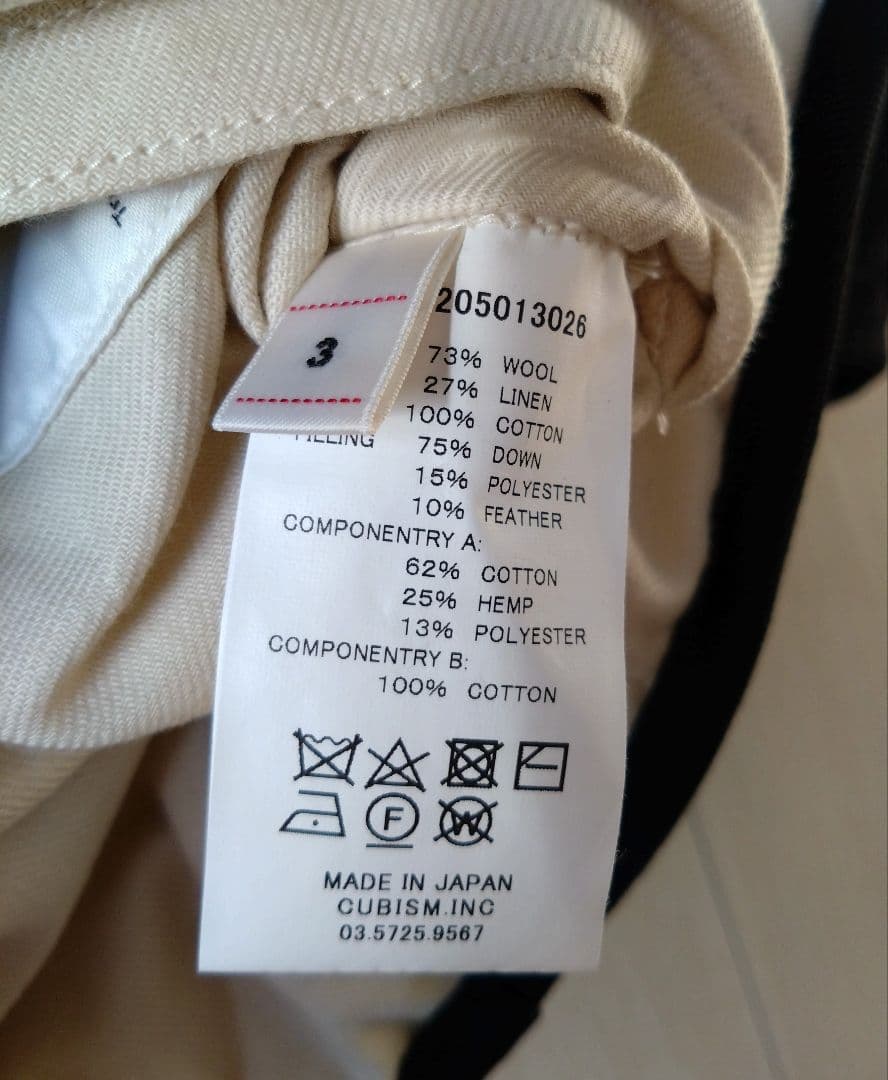 3
205013026
73% WOOL
27% LINEN
100% COTTON
FILLING 75% DOWN
15% POLYESTER
10% FEATHER
COMPONENTRY A:
62% COTTON
25% HEMP
13% POLYESTER
COMPONENTRY B:
100% COTTON
F W
MADE IN JAPAN
CUBISM.INC
03.5725.9567